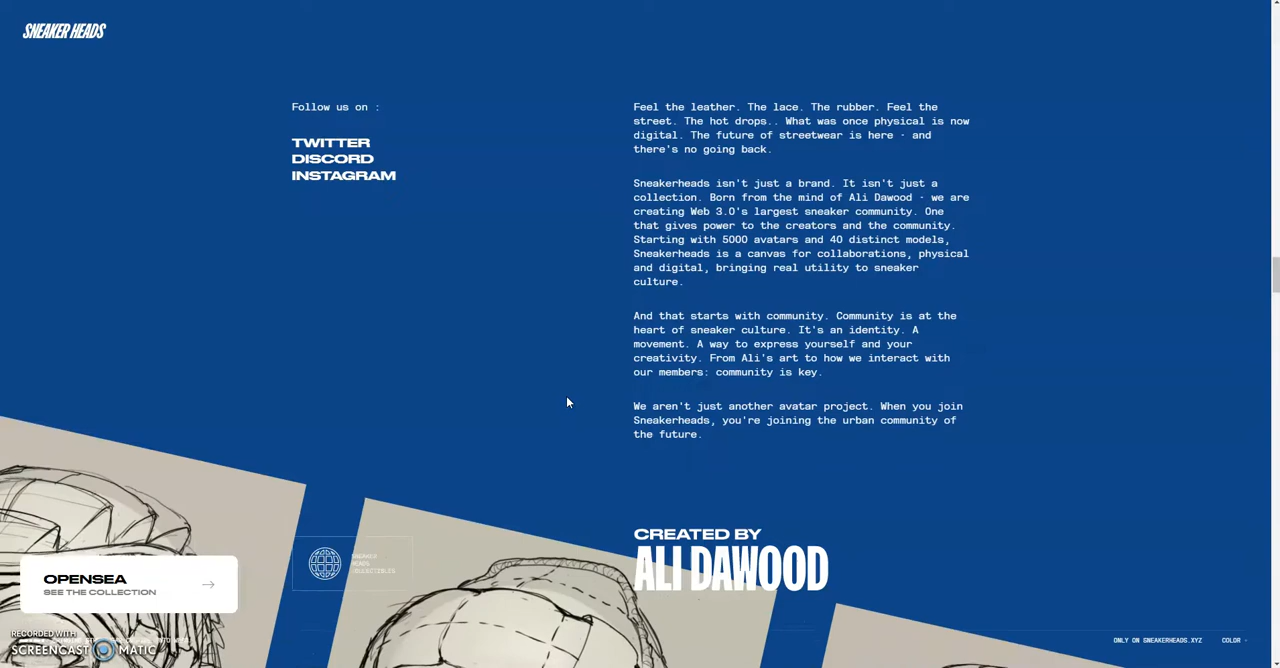 SNEAKER HEADS
Follow us on :
TWITTER
DISCORD
INSTAGRAM
Feel the leather. The lace. The rubber. Feel the
street. The hot drops.. What was once physical is now
digital. The future of streetwear is here - and
there's no going back.
Sneakerheads isn't just a brand. It isn't just a
collection. Born from the mind of Ali Dawood - we are
creating Web 3.0's largest sneaker community. One
that gives power to the creators and the community.
Starting with 5000 avatars and 40 distinct models,
Sneakerheads is a canvas for collaborations, physical
and digital, bringing real utility to sneaker
culture.
And that starts with community. Community is at the
heart of sneaker culture. It's an identity. A
movement. A way to express yourself and your
creativity. From Ali's art to how we interact with
our members: community is key.
We aren't just another avatar project. When you join
Sneakerheads, you're joining the urban community of
the future.
CREATED BY
ALI DAWOOD
SNEAKER
HEADS
COLLECTIBLES
OPENSEA
SEE THE COLLECTION
RECORDED WITH
SCREENCAST MATIC
ONLY ON SNEAKERHEADS.XYZ
COLOR -